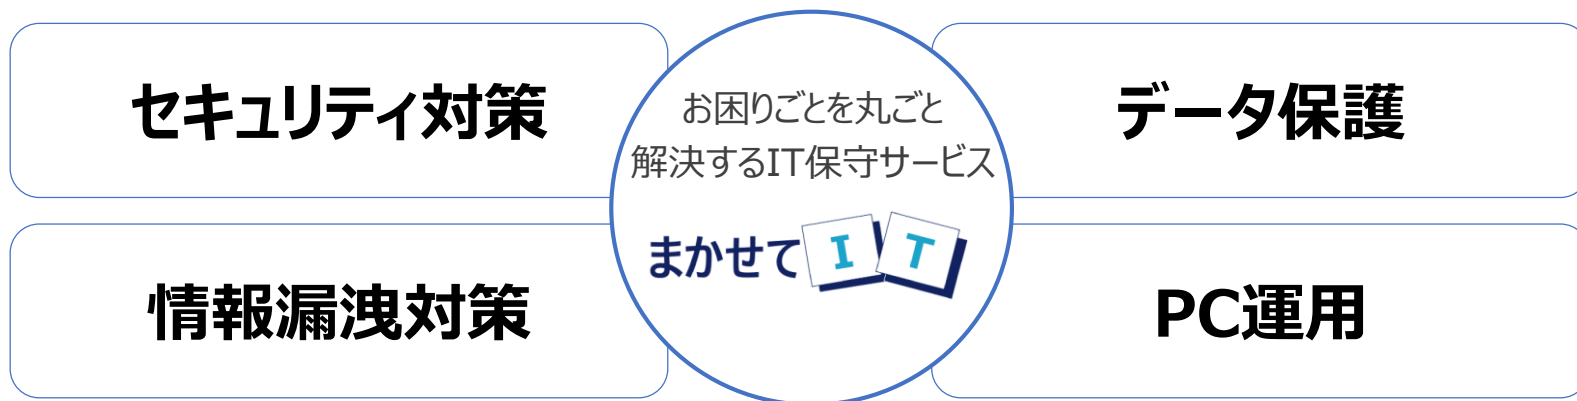 セキュリティ対策
お困りごとを丸ごと
解決するIT保守サービス
まかせてIT
データ保護
情報漏洩対策
PC運用